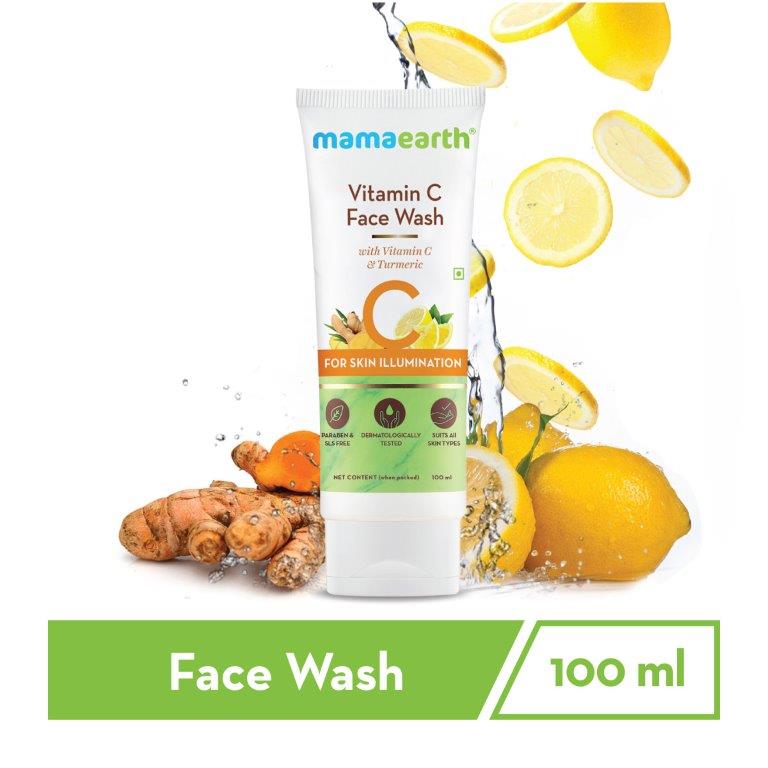 mamaearth®
Vitamin C
Face Wash
with Vitamin C
& Turmeric
C
FOR SKIN ILLUMINATION
PARABEN &
SLS FREE
DERMATOLOGICALLY
TESTED
SUITS All
SKIN TYPES
NET CONTENT (when packed) 100 ml
Face Wash
100 ml